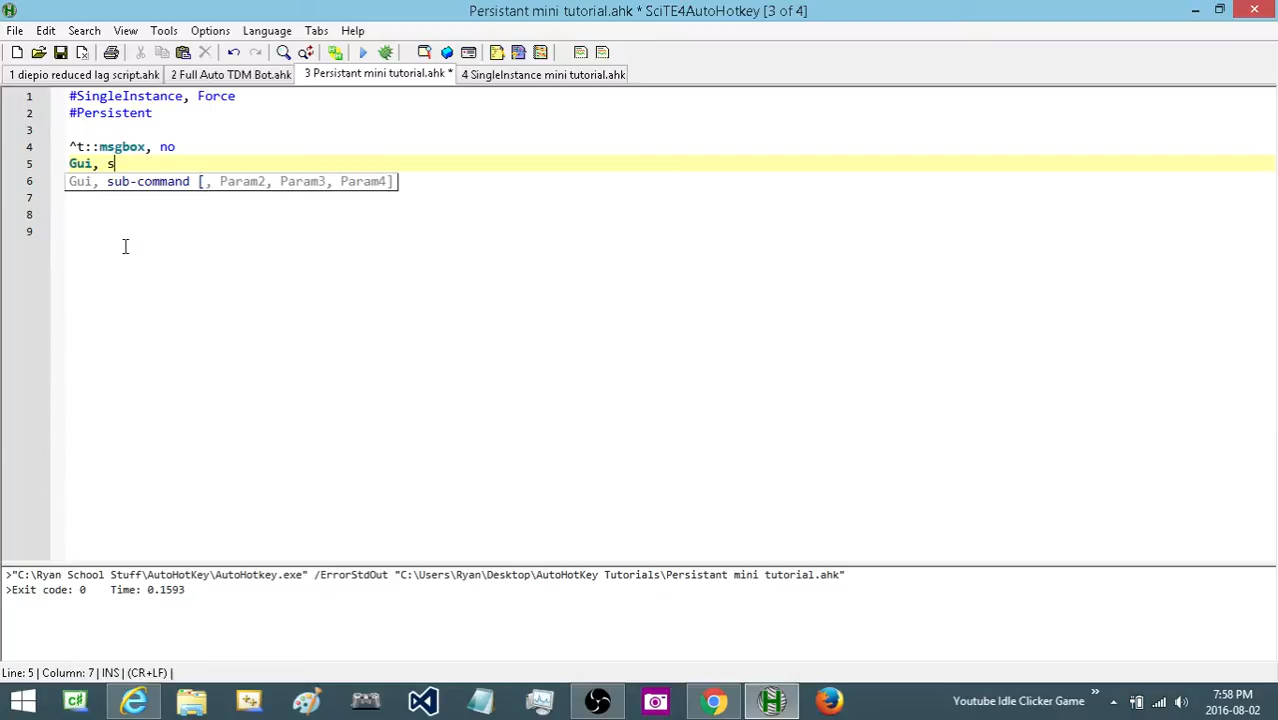 Persistant mini tutorial.ahk * SciTE4AutoHotkey [3 of 4]
File Edit Search View Tools Options Language Tabs Help
1 diepio reduced lag script.ahk 2 Full Auto TDM Bot.ahk 3 Persistant mini tutorial.ahk * 4 SingleInstance mini tutorial.ahk
1 #SingleInstance, Force
2 #Persistent
3
4 ^t::msgbox, no
5 Gui, s
6 Gui, sub-command [, Param2, Param3, Param4]
7
8
9
>"C:\Ryan School Stuff\AutoHotKey\AutoHotkey.exe" /ErrorStdOut "C:\Users\Ryan\Desktop\AutoHotKey Tutorials\Persistant mini tutorial.ahk"
>Exit code: 0 Time: 0.1593
Line: 5 | Column: 7 | INS | (CR+LF) |
Youtube Idle Clicker Game
7:58 PM
2016-08-02